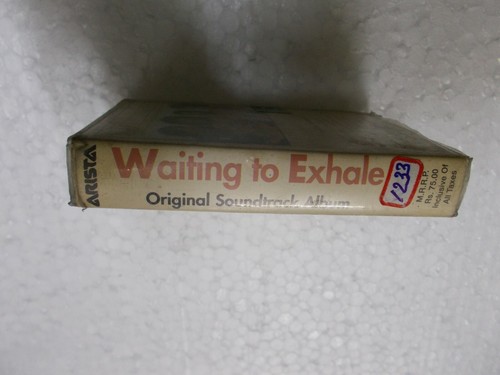 ARISTA
Waiting to Exhale
Original Soundtrack Album
1233
M.R.P.
Rs. 75.00
Inclusive Of
All Taxes